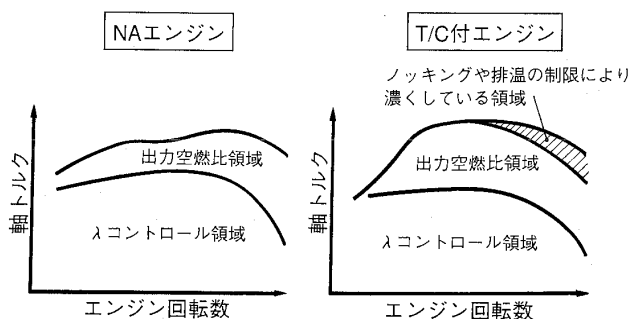 NAエンジン
軸トルク
出力空燃比領域
λコントロール領域
エンジン回転数
T/C付エンジン
ノッキングや排温の制限により
濃くしている領域
軸トルク
出力空燃比領域
λコントロール領域
エンジン回転数